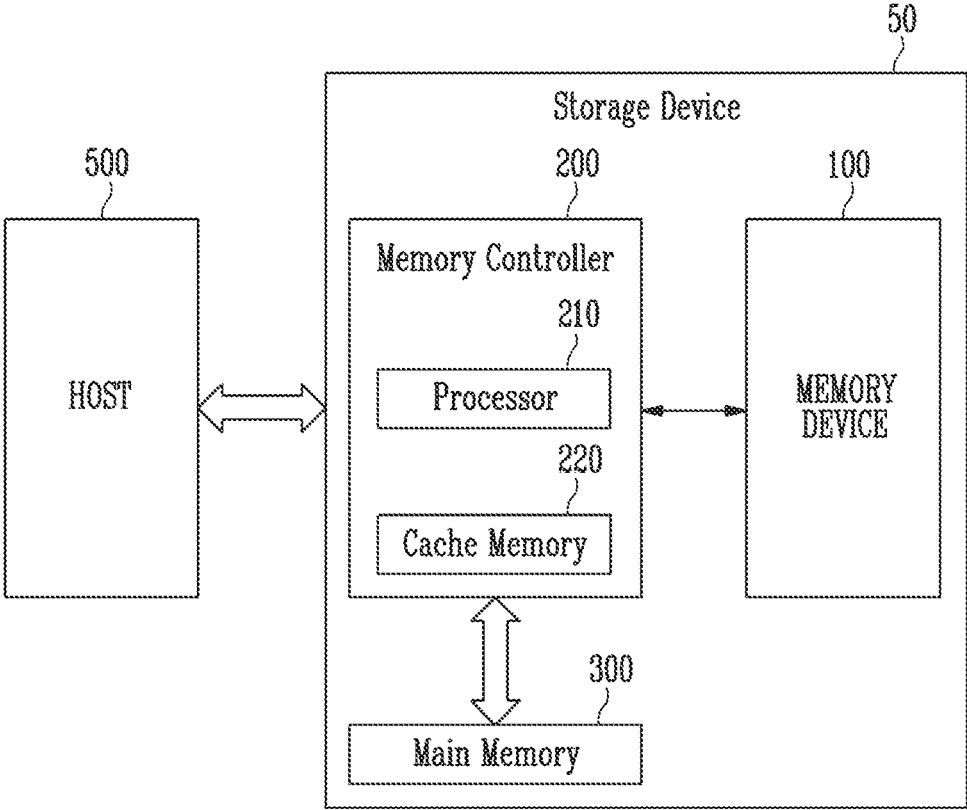 50
Storage Device
500
200
100
Memory Controller
210
HOST
Processor
MEMORY
DEVICE
220
Cache Memory
300
Main Memory